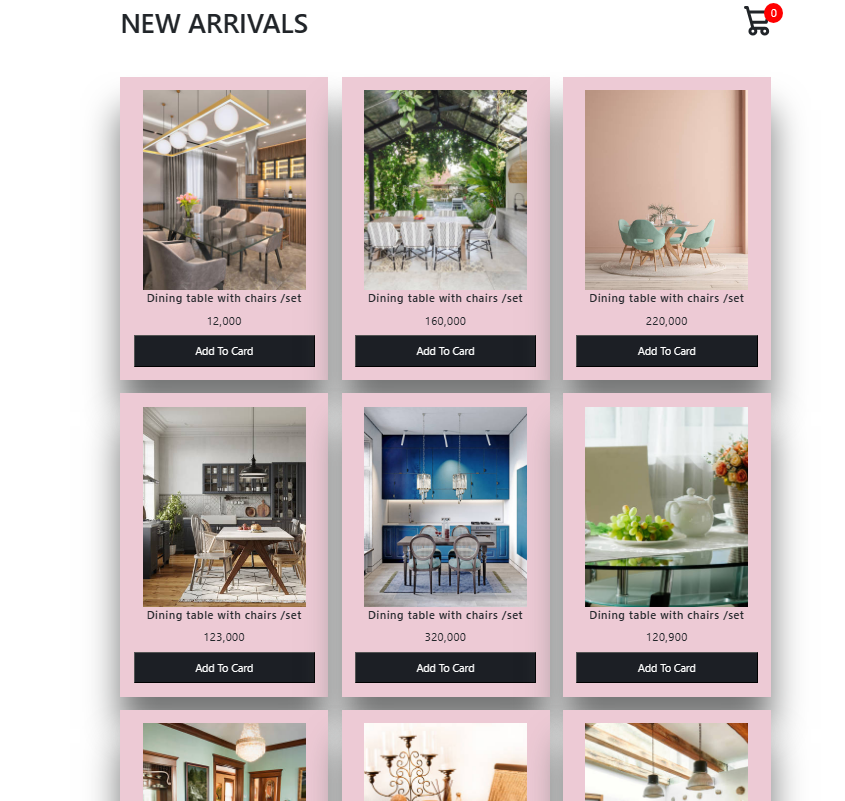 NEW ARRIVALS
0
Dining table with chairs /set
12,000
Add To Card
Dining table with chairs /set
160,000
Add To Card
Dining table with chairs /set
220,000
Add To Card
Dining table with chairs /set
123,000
Add To Card
Dining table with chairs /set
320,000
Add To Card
Dining table with chairs /set
120,900
Add To Card